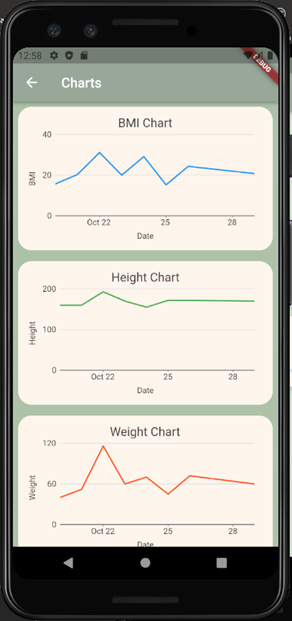 12:58
DEBUG
Charts
BMI Chart
40
20
0
BMI
Oct 22 25 28
Date
Height Chart
200
100
0
Height
Oct 22 25 28
Date
Weight Chart
120
60
0
Weight
Oct 22 25 28
Date